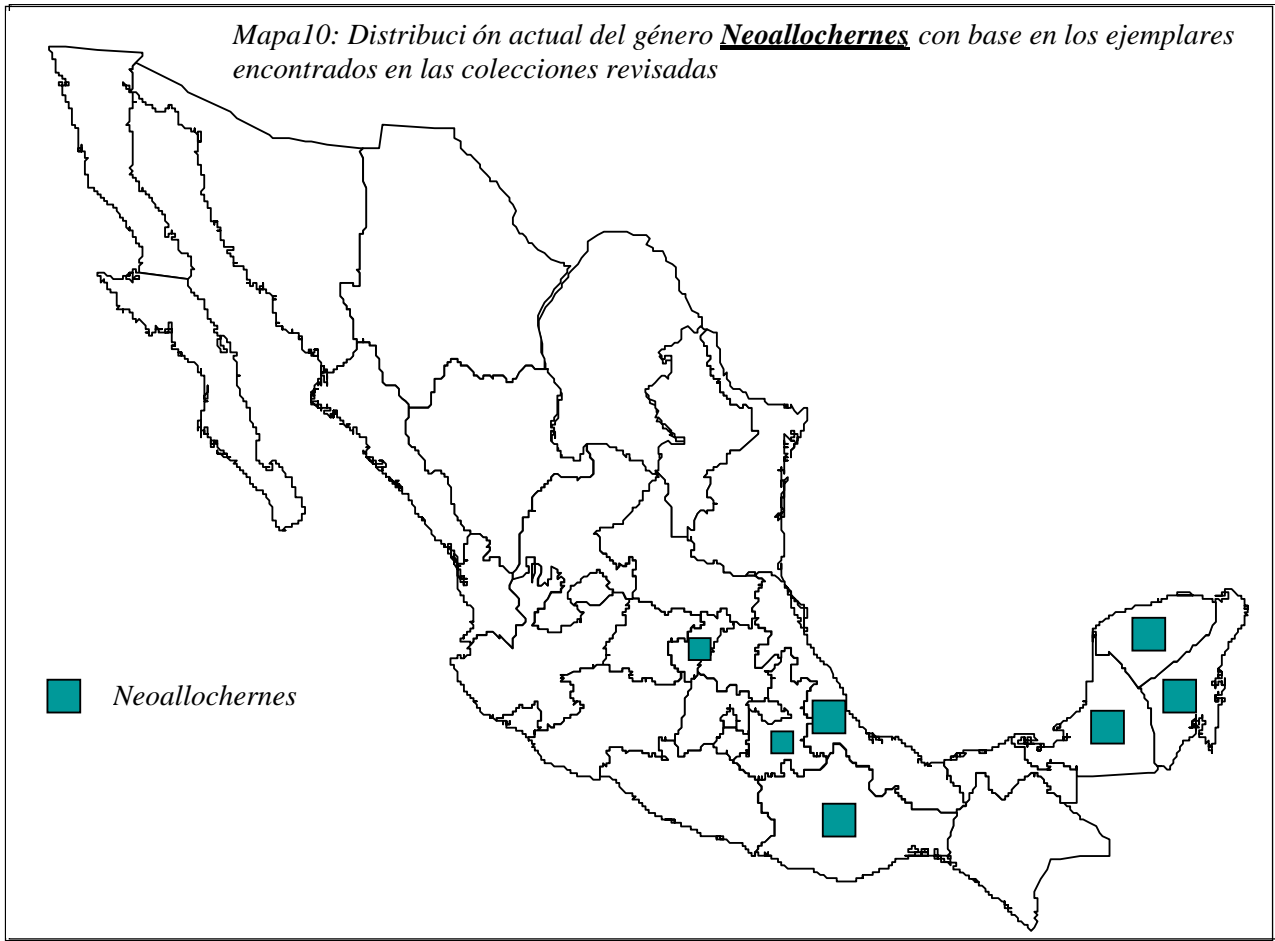 Mapa10: Distribuci ón actual del género Neoallochernes, con base en los ejemplares
encontrados en las colecciones revisadas
Neoallochernes